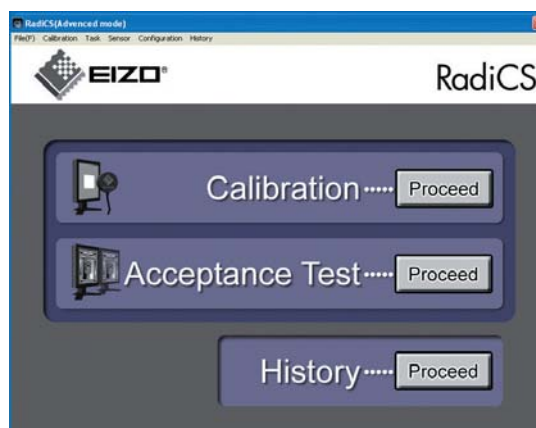 RadiCS(Advanced mode)
File(F) Calibration Task Sensor Configuration History
EIZO®
RadiCS
Calibration ····· Proceed
Acceptance Test ····· Proceed
History ····· Proceed